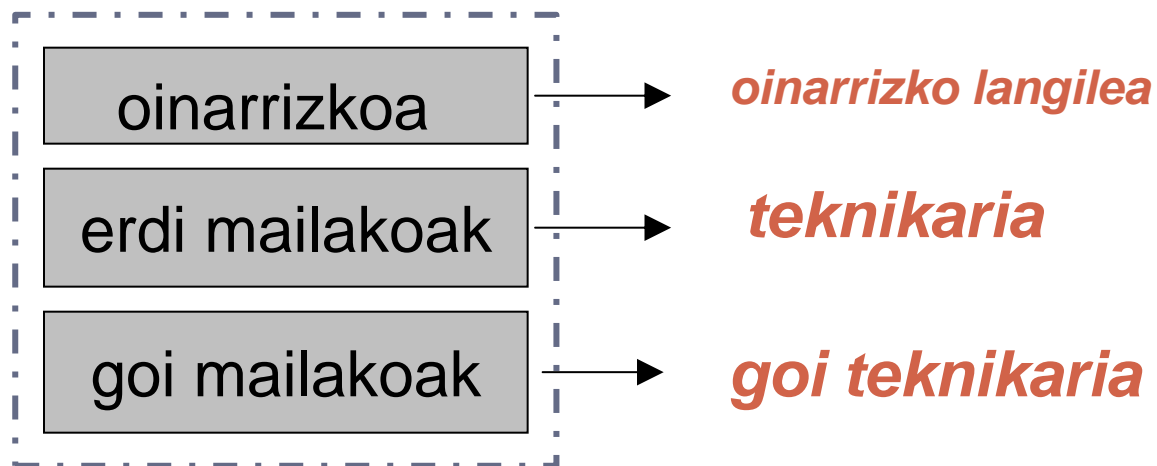 oinarrizkoa
oinarrizko langilea
erdi mailakoak
teknikaria
goi mailakoak
goi teknikaria